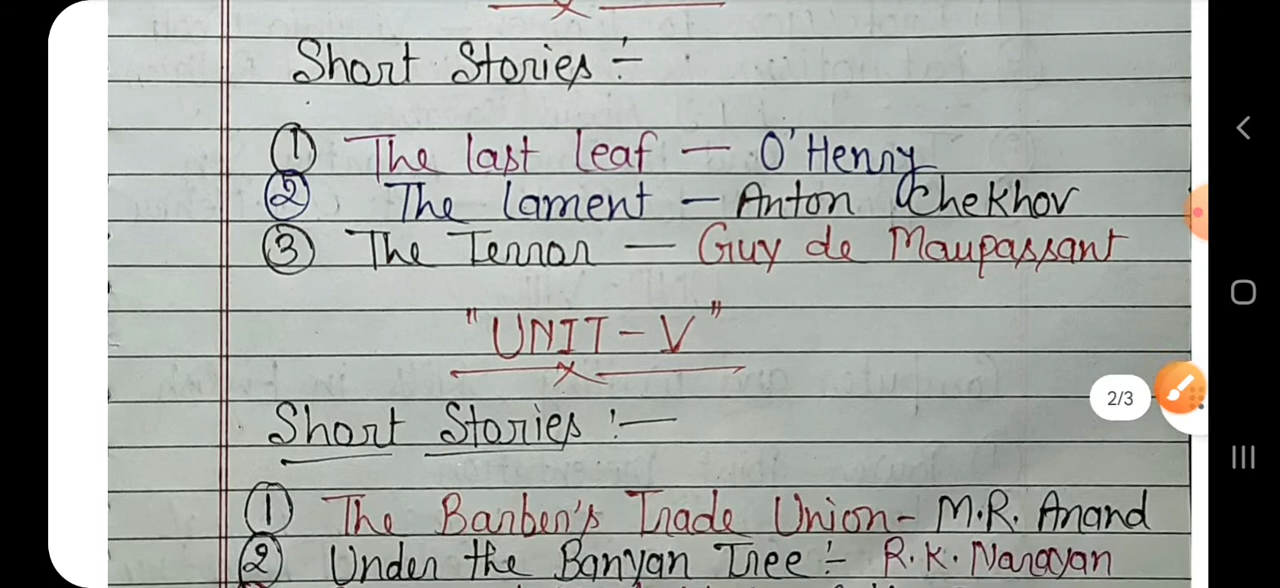 Short Stories :-
① The last leaf — O'Henry
② The lament — Anton Chekhov
③ The Terror — Guy de Maupassant
"UNIT-V"
Short Stories :—
① The Barber's Trade Union - M.R. Anand
② Under the Banyan Tree :- R.K. Narayan
2/3